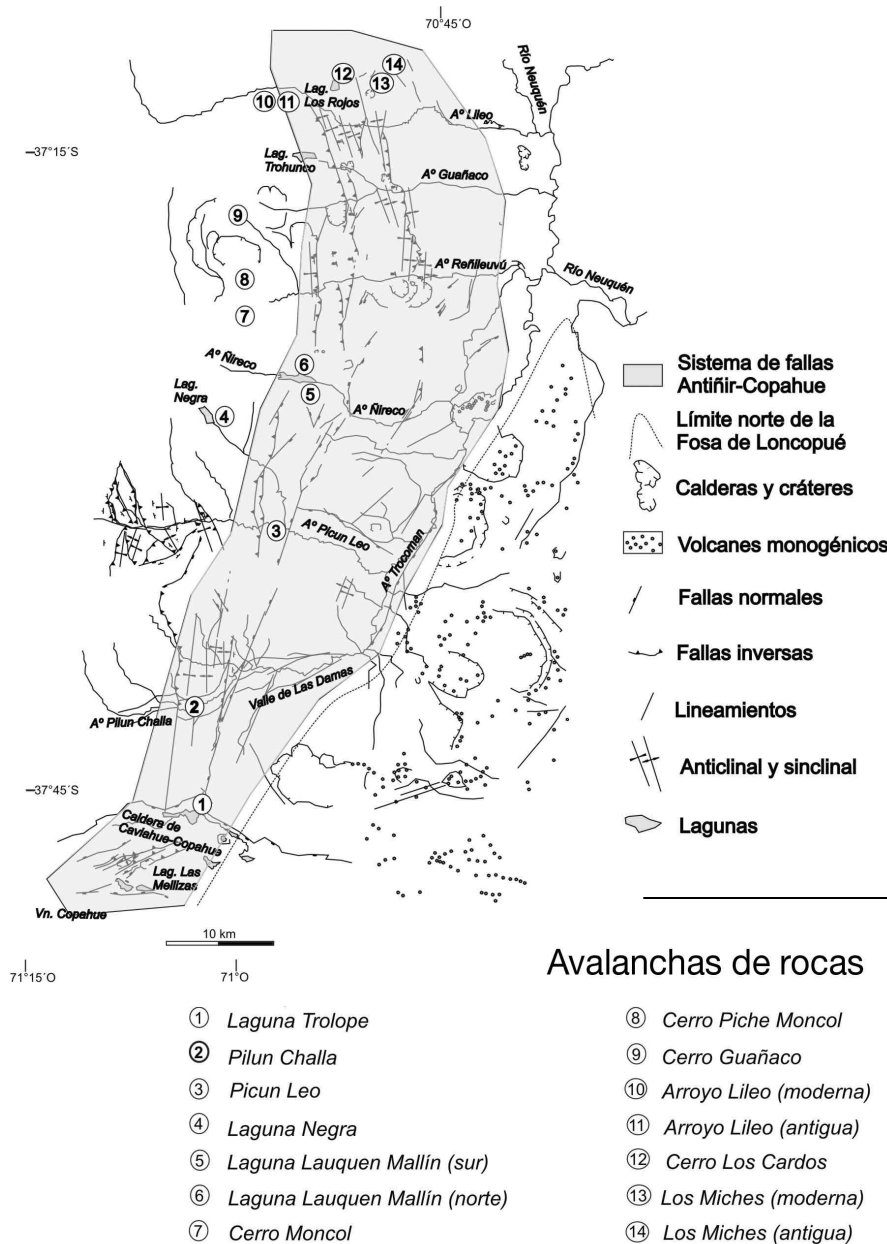 70°45´O
Río Neuquén
14
12
13
Lag.
Los Rojos
10
11
Aº Lileo
37°15´S
Lag.
Trohunco
Aº Guañaco
9
Aº Reñileuvú
Río Neuquén
8
7
Aº Ñireco
6
Lag.
Negra
5
4
Aº Ñireco
3
Aº Picun Leo
Aº Trocoman
Valle de Las Damas
2
Aº Pilun Challa
37°45´S
1
Caldera de
Caviahue-Copahue
Lag. Las
Mellizas
Vn. Copahue
10 km
71°15´O
71°O
Sistema de fallas
Antiñir-Copahue
Límite norte de la
Fosa de Loncopué
Calderas y cráteres
Volcanes monogénicos
Fallas normales
Fallas inversas
Lineamientos
Anticlinal y sinclinal
Lagunas
Avalanchas de rocas
1 Laguna Trolope
2 Pilun Challa
3 Picun Leo
4 Laguna Negra
5 Laguna Lauquen Mallín (sur)
6 Laguna Lauquen Mallín (norte)
7 Cerro Moncol
8 Cerro Piche Moncol
9 Cerro Guañaco
10 Arroyo Lileo (moderna)
11 Arroyo Lileo (antigua)
12 Cerro Los Cardos
13 Los Miches (moderna)
14 Los Miches (antigua)